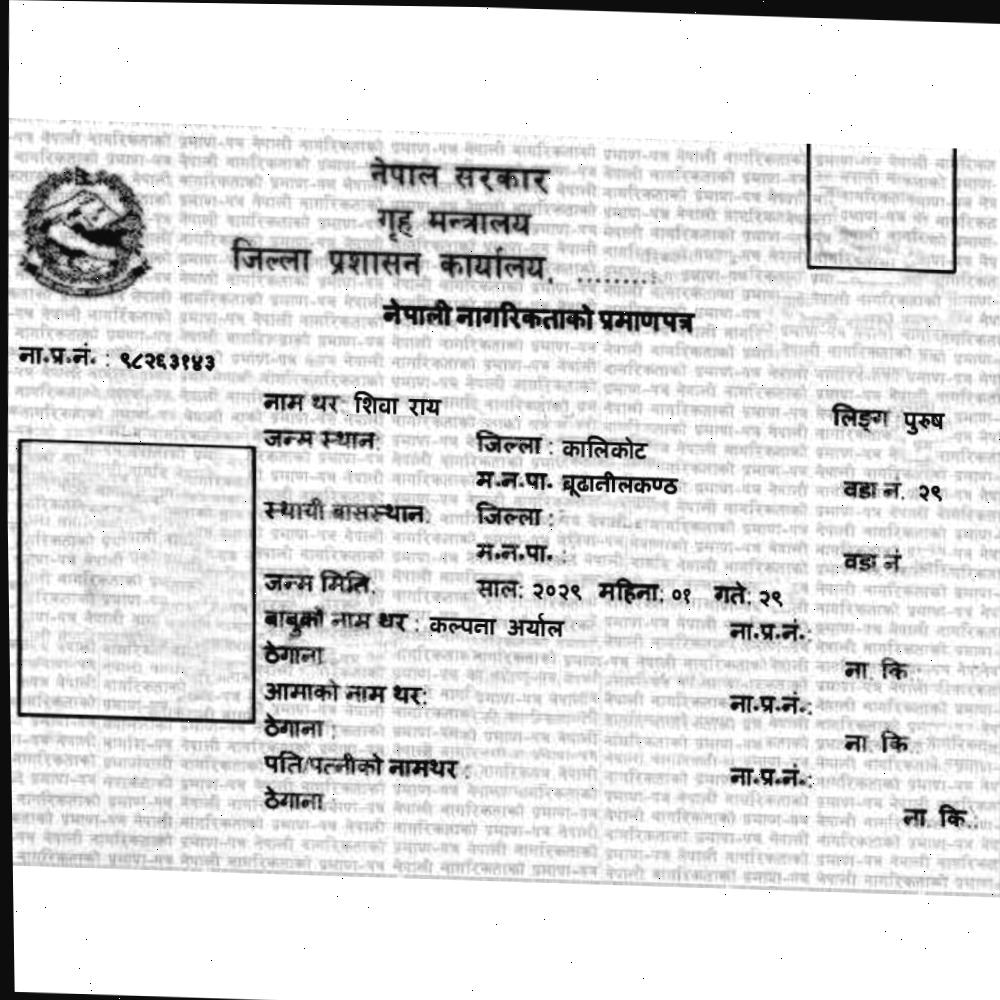 नेपाल सरकार
गृह मन्त्रालय
जिल्ला प्रशासन कार्यालय, .........
नेपाली नागरिकताको प्रमाणपत्र
ना.प्र.नं. : ९८२६३१४३
नाम थर शिवा राय लिङ्ग पुरुष
जन्म स्थान: जिल्ला : कालिकोट
म.न.पा. बूढानीलकण्ठ वडा नं. २९
स्थायी बासस्थान: जिल्ला :
म.न.पा. : वडा नं
जन्म मिति: साल: २०२९ महिना: ०१ गते: २९
बाबुको नाम थर : कल्पना अर्याल ना.प्र.नं.:
ठेगाना ना. कि.:
आमाको नाम थर: ना.प्र.नं.:
ठेगाना : ना. कि.
पति/पत्नीको नामथर : ना.प्र.नं.:
ठेगाना ना. कि.: